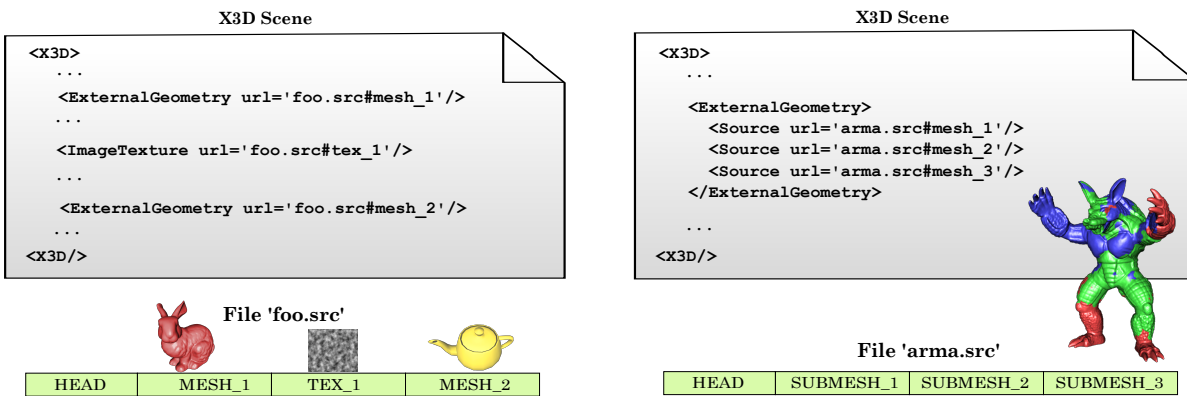 X3D Scene
<X3D>
...
<ExternalGeometry url='foo.src#mesh_1'/>
...
<ImageTexture url='foo.src#tex_1'/>
...
<ExternalGeometry url='foo.src#mesh_2'/>
...
<X3D/>
File 'foo.src'
HEAD MESH_1 TEX_1 MESH_2
X3D Scene
<X3D>
...
<ExternalGeometry>
<Source url='arma.src#mesh_1'/>
<Source url='arma.src#mesh_2'/>
<Source url='arma.src#mesh_3'/>
</ExternalGeometry>
...
<X3D/>
File 'arma.src'
HEAD SUBMESH_1 SUBMESH_2 SUBMESH_3